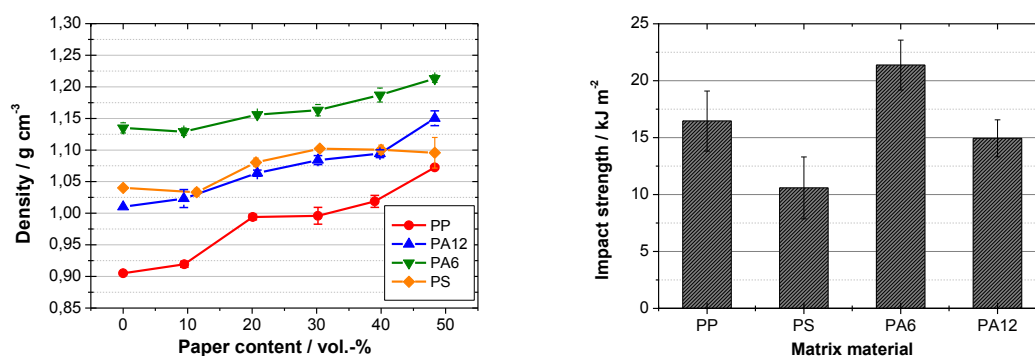 1,30
1,25
1,20
1,15
1,10
1,05
1,00
0,95
0,90
0,85
Density / g cm-3
0 10 20 30 40 50
Paper content / vol.-%
PP
PA12
PA6
PS
25
20
15
10
5
0
Impact strength / kJ m-2
PP PS PA6 PA12
Matrix material